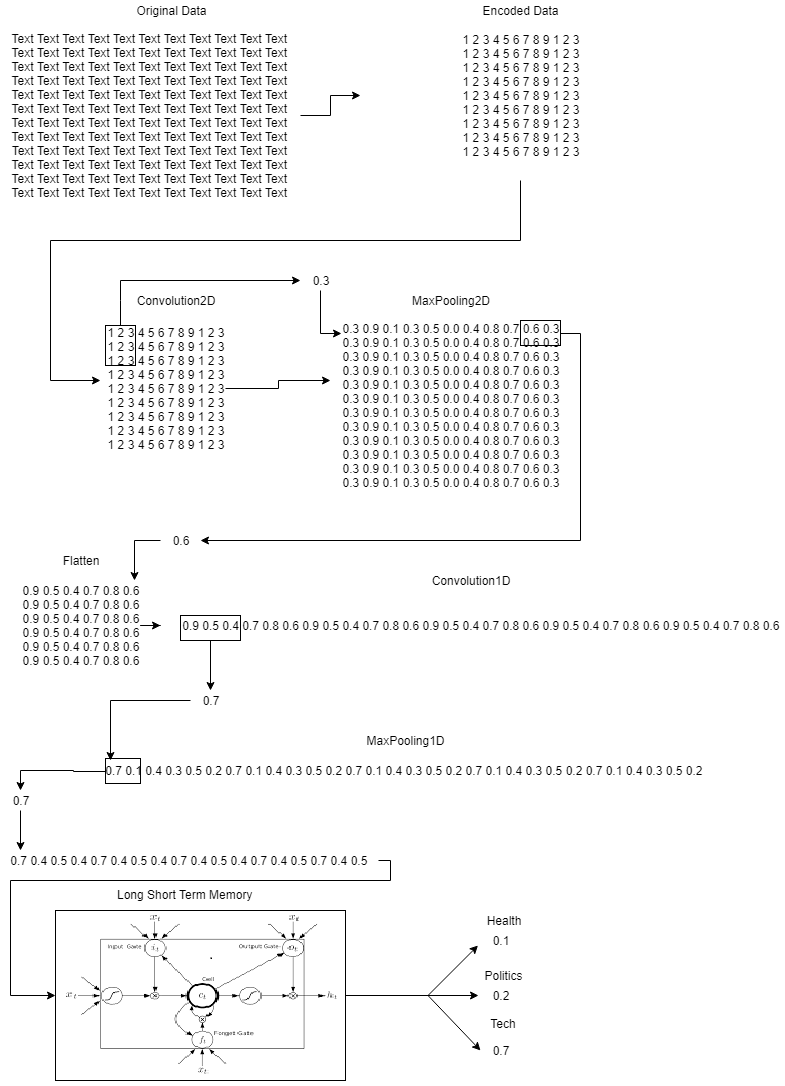 Original Data
Text Text Text Text Text Text Text Text Text Text Text
Text Text Text Text Text Text Text Text Text Text Text
Text Text Text Text Text Text Text Text Text Text Text
Text Text Text Text Text Text Text Text Text Text Text
Text Text Text Text Text Text Text Text Text Text Text
Text Text Text Text Text Text Text Text Text Text Text
Text Text Text Text Text Text Text Text Text Text Text
Text Text Text Text Text Text Text Text Text Text Text
Text Text Text Text Text Text Text Text Text Text Text
Text Text Text Text Text Text Text Text Text Text Text
Text Text Text Text Text Text Text Text Text Text Text
Text Text Text Text Text Text Text Text Text Text Text
Encoded Data
1 2 3 4 5 6 7 8 9 1 2 3
1 2 3 4 5 6 7 8 9 1 2 3
1 2 3 4 5 6 7 8 9 1 2 3
1 2 3 4 5 6 7 8 9 1 2 3
1 2 3 4 5 6 7 8 9 1 2 3
1 2 3 4 5 6 7 8 9 1 2 3
1 2 3 4 5 6 7 8 9 1 2 3
1 2 3 4 5 6 7 8 9 1 2 3
1 2 3 4 5 6 7 8 9 1 2 3
0.3
Convolution2D
1 2 3 4 5 6 7 8 9 1 2 3
1 2 3 4 5 6 7 8 9 1 2 3
1 2 3 4 5 6 7 8 9 1 2 3
1 2 3 4 5 6 7 8 9 1 2 3
1 2 3 4 5 6 7 8 9 1 2 3
1 2 3 4 5 6 7 8 9 1 2 3
1 2 3 4 5 6 7 8 9 1 2 3
1 2 3 4 5 6 7 8 9 1 2 3
1 2 3 4 5 6 7 8 9 1 2 3
MaxPooling2D
0.3 0.9 0.1 0.3 0.5 0.0 0.4 0.8 0.7 0.6 0.3
0.3 0.9 0.1 0.3 0.5 0.0 0.4 0.8 0.7 0.6 0.3
0.3 0.9 0.1 0.3 0.5 0.0 0.4 0.8 0.7 0.6 0.3
0.3 0.9 0.1 0.3 0.5 0.0 0.4 0.8 0.7 0.6 0.3
0.3 0.9 0.1 0.3 0.5 0.0 0.4 0.8 0.7 0.6 0.3
0.3 0.9 0.1 0.3 0.5 0.0 0.4 0.8 0.7 0.6 0.3
0.3 0.9 0.1 0.3 0.5 0.0 0.4 0.8 0.7 0.6 0.3
0.3 0.9 0.1 0.3 0.5 0.0 0.4 0.8 0.7 0.6 0.3
0.3 0.9 0.1 0.3 0.5 0.0 0.4 0.8 0.7 0.6 0.3
0.3 0.9 0.1 0.3 0.5 0.0 0.4 0.8 0.7 0.6 0.3
0.3 0.9 0.1 0.3 0.5 0.0 0.4 0.8 0.7 0.6 0.3
0.3 0.9 0.1 0.3 0.5 0.0 0.4 0.8 0.7 0.6 0.3
0.6
Flatten
0.9 0.5 0.4 0.7 0.8 0.6
0.9 0.5 0.4 0.7 0.8 0.6
0.9 0.5 0.4 0.7 0.8 0.6
0.9 0.5 0.4 0.7 0.8 0.6
0.9 0.5 0.4 0.7 0.8 0.6
0.9 0.5 0.4 0.7 0.8 0.6
Convolution1D
0.9 0.5 0.4 0.7 0.8 0.6 0.9 0.5 0.4 0.7 0.8 0.6 0.9 0.5 0.4 0.7 0.8 0.6 0.9 0.5 0.4 0.7 0.8 0.6 0.9 0.5 0.4 0.7 0.8 0.6
0.7
MaxPooling1D
0.7 0.1 0.4 0.3 0.5 0.2 0.7 0.1 0.4 0.3 0.5 0.2 0.7 0.1 0.4 0.3 0.5 0.2 0.7 0.1 0.4 0.3 0.5 0.2 0.7 0.1 0.4 0.3 0.5 0.2
0.7
0.7 0.4 0.5 0.4 0.7 0.4 0.5 0.4 0.7 0.4 0.5 0.4 0.7 0.4 0.5 0.7 0.4 0.5
Long Short Term Memory
x_t x_t
Input Gate i_t Output Gate o_t
Cell
x_t c_t h_t
Forget Gate
f_t
x_t
Health
0.1
Politics
0.2
Tech
0.7